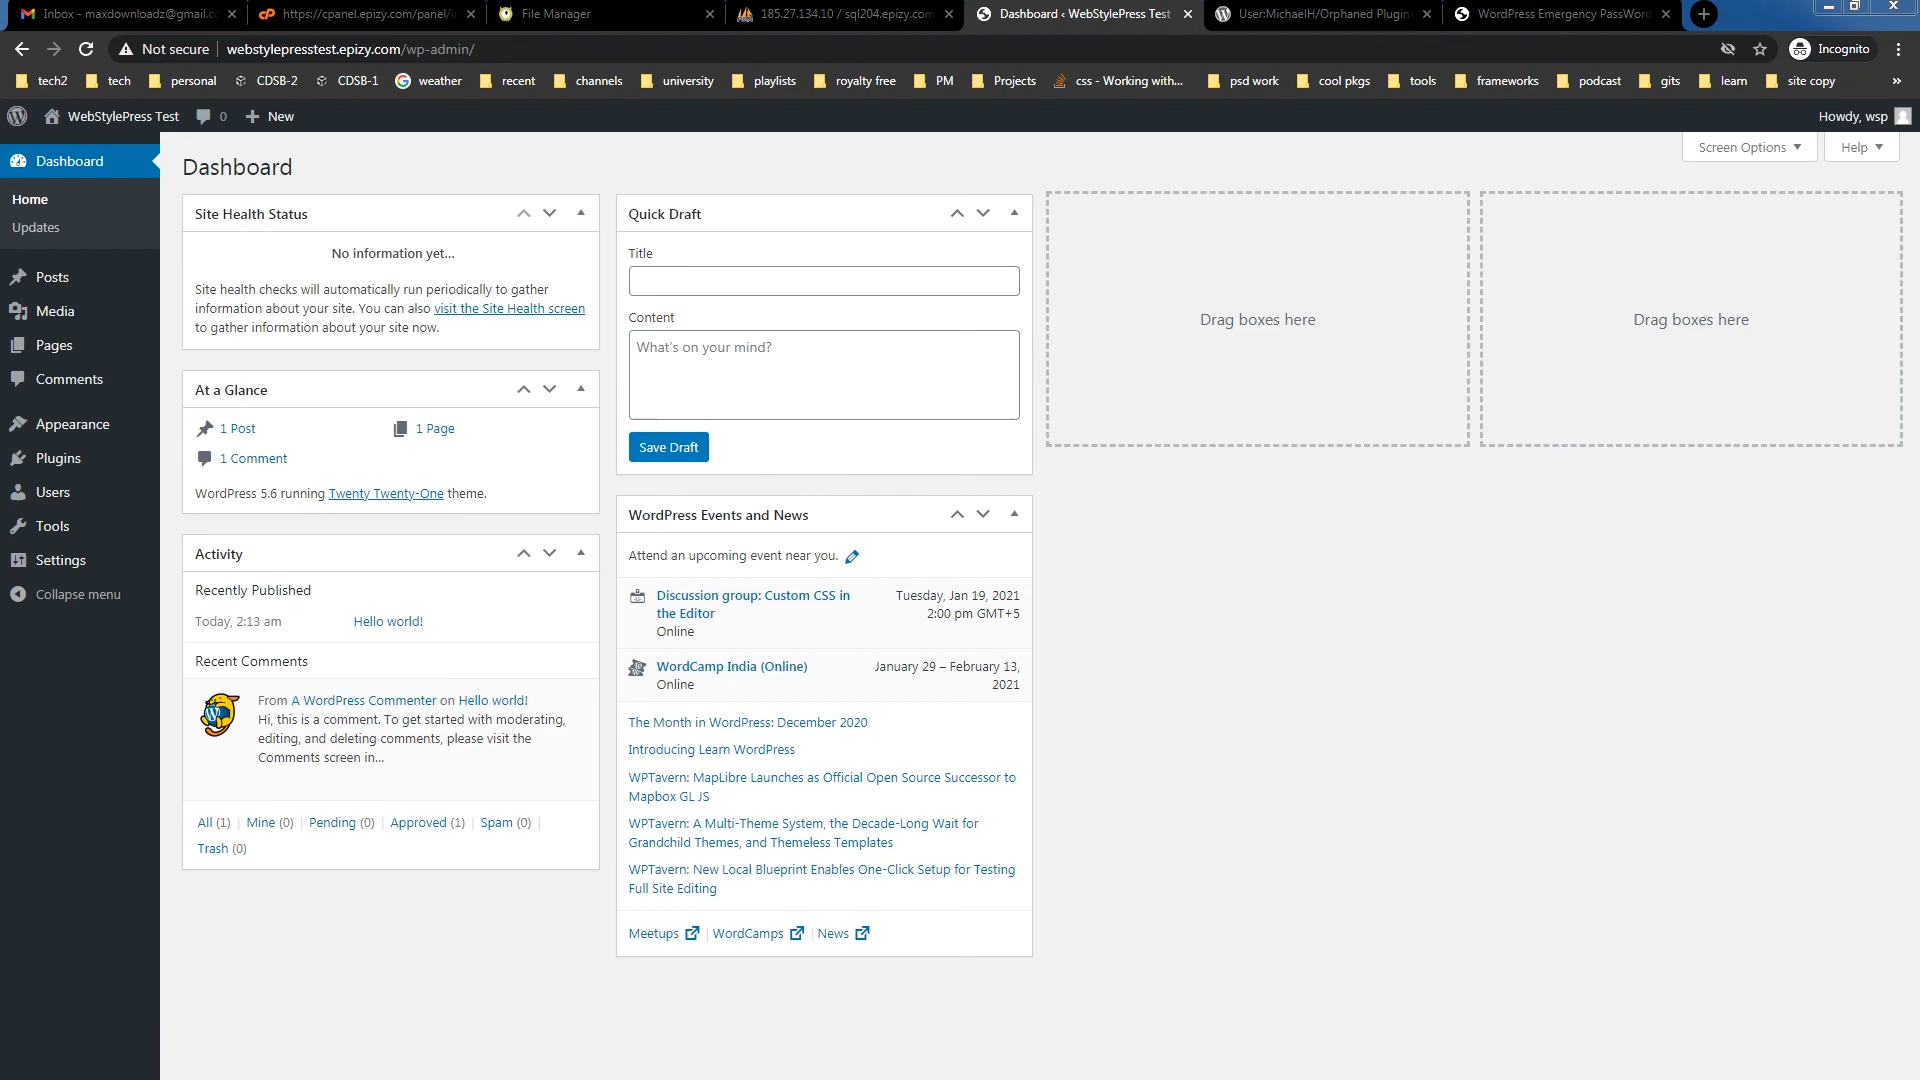 Inbox - maxdownloadz@gmail.c
https://cpanel.epizy.com/panel/i
File Manager
185.27.134.10 / sql204.epizy.com
Dashboard ‹ WebStylePress Test
User:MichaelH/Orphaned Plugin
WordPress Emergency PassWord
Not secure
webstylepresstest.epizy.com/wp-admin/
Incognito
tech2
tech
personal
CDSB-2
CDSB-1
weather
recent
channels
university
playlists
royalty free
PM
Projects
css - Working with...
psd work
cool pkgs
tools
frameworks
podcast
gits
learn
site copy
»
WebStylePress Test
0
New
Howdy, wsp
Dashboard
Home
Updates
Posts
Media
Pages
Comments
Appearance
Plugins
Users
Tools
Settings
Collapse menu
Screen Options
Help
Dashboard
Site Health Status
No information yet...
Site health checks will automatically run periodically to gather
information about your site. You can also visit the Site Health screen
to gather information about your site now.
At a Glance
1 Post
1 Page
1 Comment
WordPress 5.6 running Twenty Twenty-One theme.
Activity
Recently Published
Today, 2:13 am
Hello world!
Recent Comments
From A WordPress Commenter on Hello world!
Hi, this is a comment. To get started with moderating,
editing, and deleting comments, please visit the
Comments screen in...
All (1) | Mine (0) | Pending (0) | Approved (1) | Spam (0) |
Trash (0)
Quick Draft
Title
Content
What's on your mind?
Save Draft
WordPress Events and News
Attend an upcoming event near you.
Discussion group: Custom CSS in
the Editor
Online
Tuesday, Jan 19, 2021
2:00 pm GMT+5
WordCamp India (Online)
Online
January 29 – February 13,
2021
The Month in WordPress: December 2020
Introducing Learn WordPress
WPTavern: MapLibre Launches as Official Open Source Successor to
Mapbox GL JS
WPTavern: A Multi-Theme System, the Decade-Long Wait for
Grandchild Themes, and Themeless Templates
WPTavern: New Local Blueprint Enables One-Click Setup for Testing
Full Site Editing
Meetups | WordCamps | News
Drag boxes here
Drag boxes here